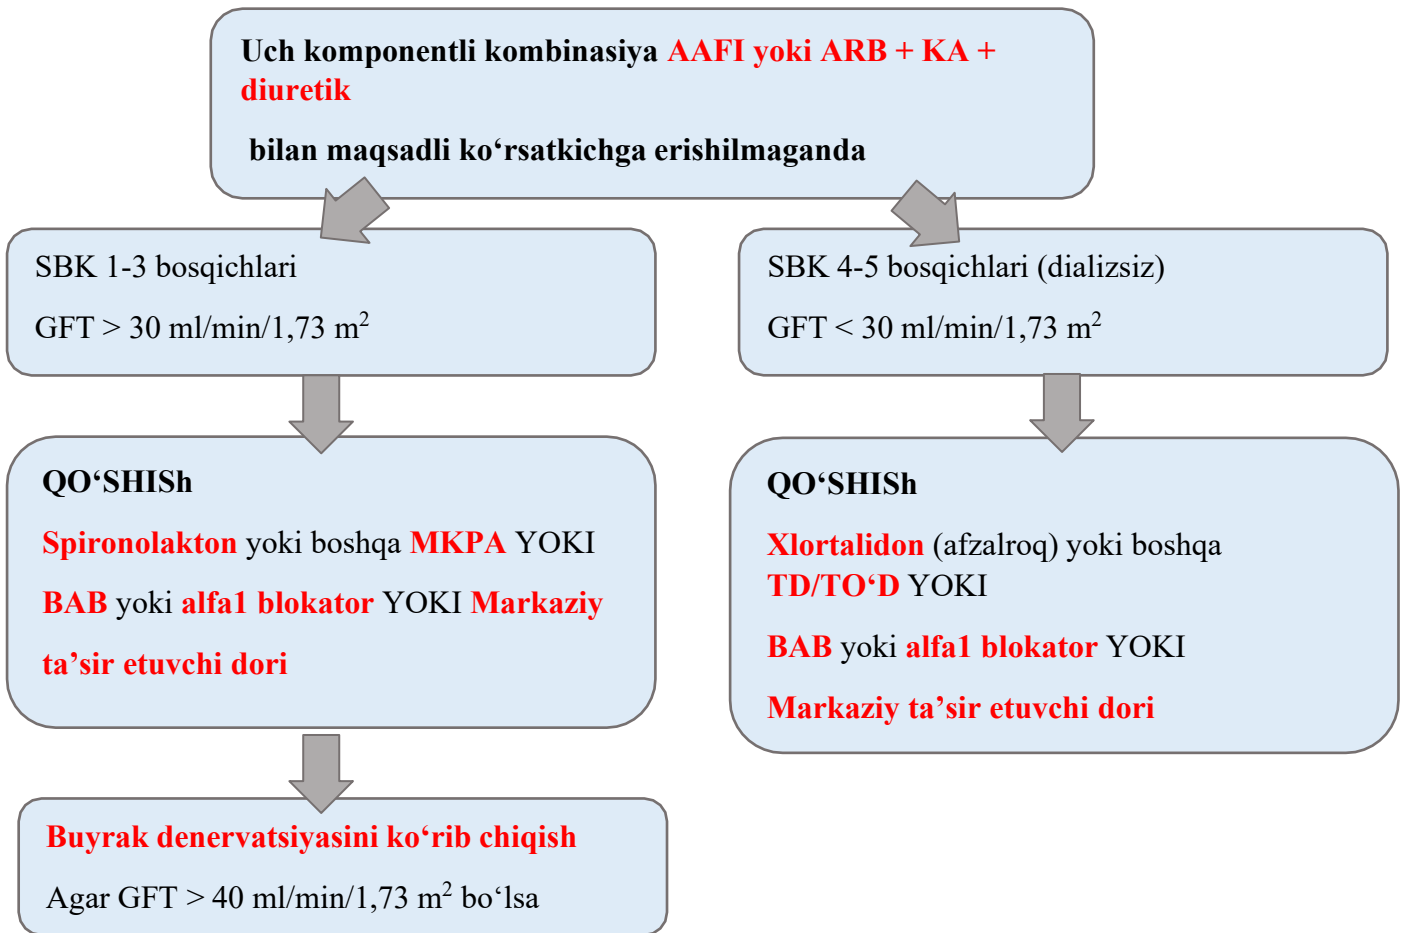 Uch komponentli kombinasiya AAFI yoki ARB + KA +
diuretik
bilan maqsadli ko‘rsatkichga erishilmaganda
SBK 1-3 bosqichlari
GFT > 30 ml/min/1,73 m²
SBK 4-5 bosqichlari (dializsiz)
GFT < 30 ml/min/1,73 m²
QO‘SHISh
Spironolakton yoki boshqa MKPA YOKI
BAB yoki alfa1 blokator YOKI Markaziy
ta’sir etuvchi dori
QO‘SHISh
Xlortalidon (afzalroq) yoki boshqa
TD/TO‘D YOKI
BAB yoki alfa1 blokator YOKI
Markaziy ta’sir etuvchi dori
Buyrak denervatsiyasini ko‘rib chiqish
Agar GFT > 40 ml/min/1,73 m² bo‘lsa